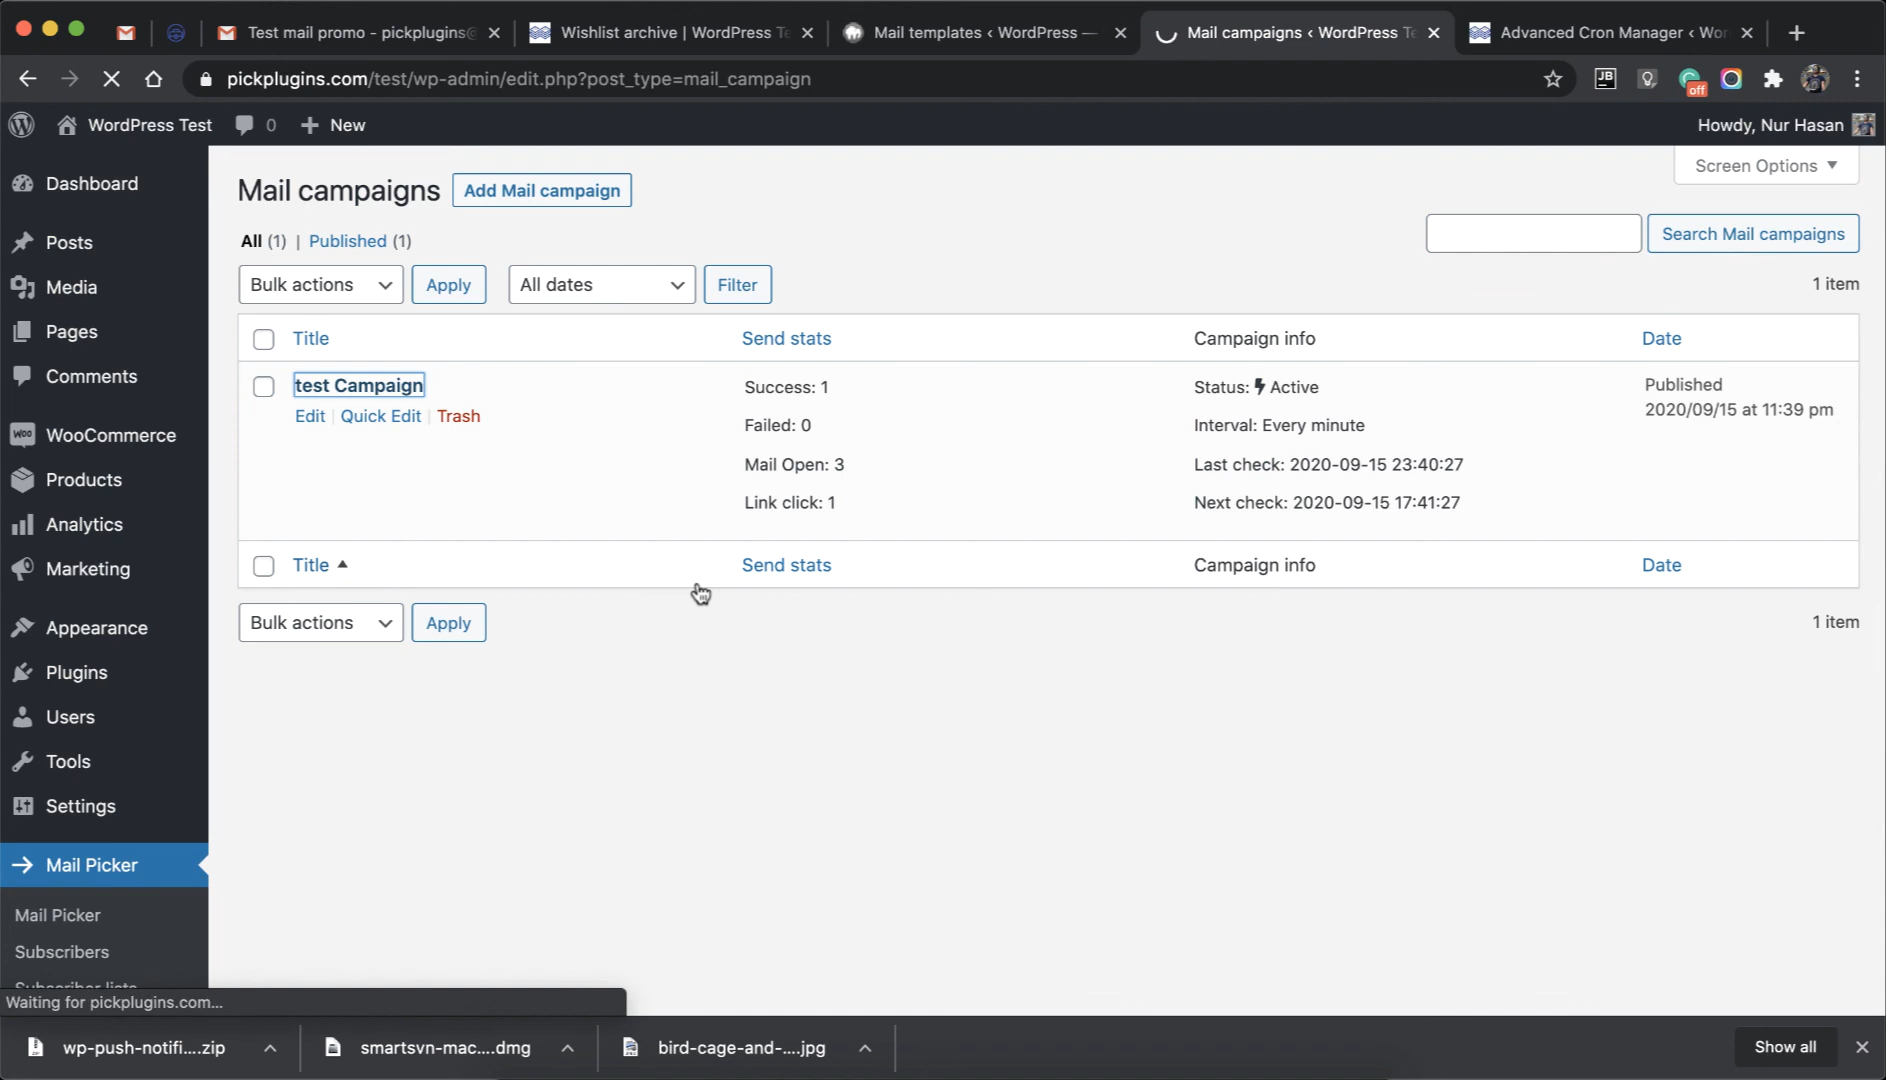 Test mail promo - pickplugins@
Wishlist archive | WordPress Te
Mail templates ‹ WordPress —
Mail campaigns ‹ WordPress Te
Advanced Cron Manager ‹ Wor
pickplugins.com/test/wp-admin/edit.php?post_type=mail_campaign
JB
off
WordPress Test
0
New
Howdy, Nur Hasan
Screen Options
Dashboard
Posts
Media
Pages
Comments
WooCommerce
Products
Analytics
Marketing
Appearance
Plugins
Users
Tools
Settings
Mail Picker
Mail Picker
Subscribers
Subscriber lists
Mail campaigns
Add Mail campaign
All (1) | Published (1)
Search Mail campaigns
Bulk actions
Apply
All dates
Filter
1 item
Title
Send stats
Campaign info
Date
test Campaign
Edit | Quick Edit | Trash
Success: 1
Failed: 0
Mail Open: 3
Link click: 1
Status: Active
Interval: Every minute
Last check: 2020-09-15 23:40:27
Next check: 2020-09-15 17:41:27
Published
2020/09/15 at 11:39 pm
Title
Send stats
Campaign info
Date
Bulk actions
Apply
1 item
Waiting for pickplugins.com...
wp-push-notifi....zip
smartsvn-mac....dmg
bird-cage-and-....jpg
Show all